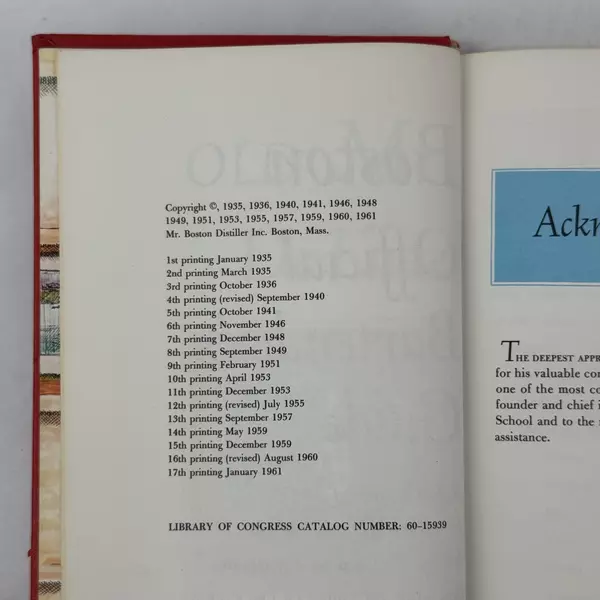 Copyright ©, 1935, 1936, 1940, 1941, 1946, 1948
1949, 1951, 1953, 1955, 1957, 1959, 1960, 1961
Mr. Boston Distiller Inc. Boston, Mass.
1st printing January 1935
2nd printing March 1935
3rd printing October 1936
4th printing (revised) September 1940
5th printing October 1941
6th printing November 1946
7th printing December 1948
8th printing September 1949
9th printing February 1951
10th printing April 1953
11th printing December 1953
12th printing (revised) July 1955
13th printing September 1957
14th printing May 1959
15th printing December 1959
16th printing (revised) August 1960
17th printing January 1961
LIBRARY OF CONGRESS CATALOG NUMBER: 60-15939
Ackn
THE DEEPEST APPR
for his valuable con
one of the most co
founder and chief i
School and to the
assistance.